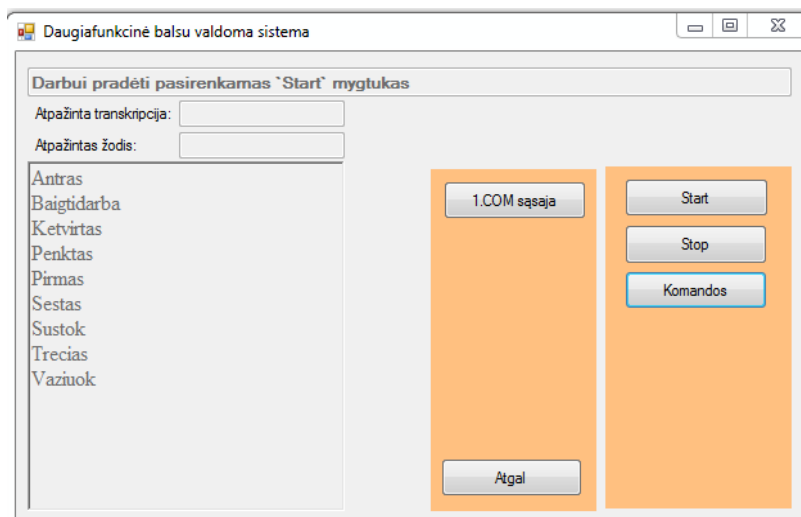 Daugiafunkcinė balsu valdoma sistema
Darbui pradėti pasirenkamas `Start` mygtukas
Atpažinta transkripcija:
Atpažintas žodis:
Antras
Baigtidarba
Ketvirtas
Penktas
Pirmas
Sestas
Sustok
Trecias
Vaziuok
1.COM sąsaja
Atgal
Start
Stop
Komandos